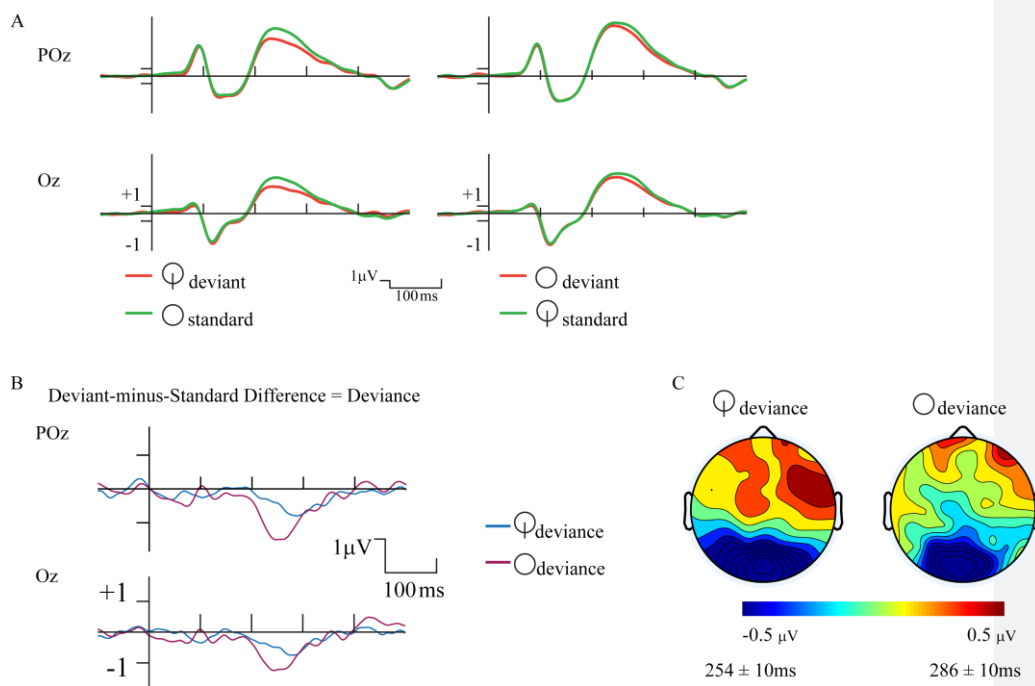 A
POz
Oz
+1
-1
+1
-1
deviant
standard
1µV
100ms
deviant
standard
B
Deviant-minus-Standard Difference = Deviance
POz
Oz
+1
-1
deviance
deviance
1µV
100ms
C
deviance
deviance
-0.5 µV
0.5 µV
254 ± 10ms
286 ± 10ms